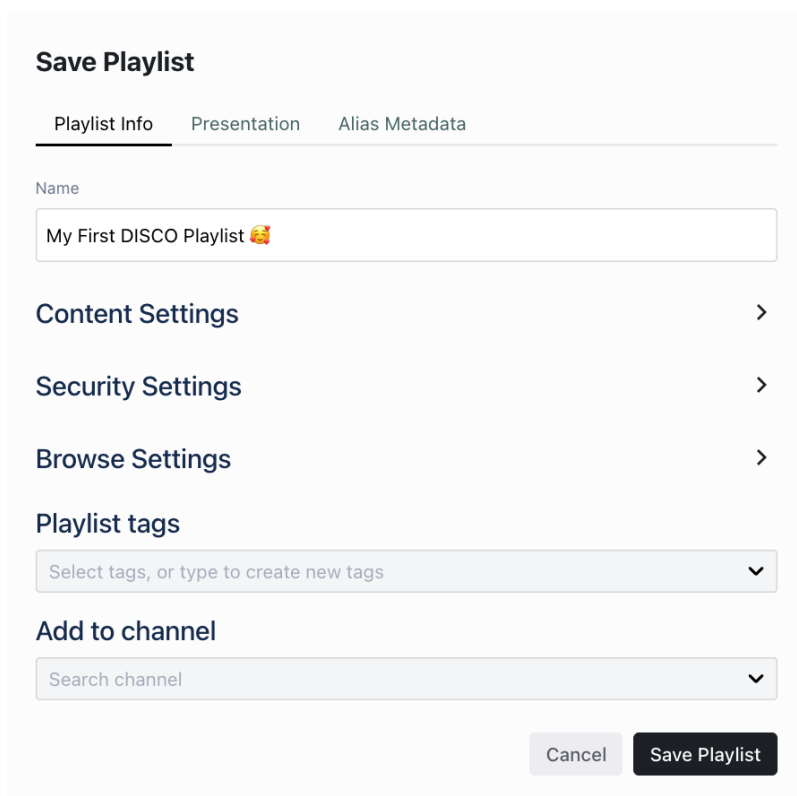 Save Playlist
Playlist Info Presentation Alias Metadata
Name
My First DISCO Playlist 🥰
Content Settings
Security Settings
Browse Settings
Playlist tags
Select tags, or type to create new tags
Add to channel
Search channel
Cancel Save Playlist